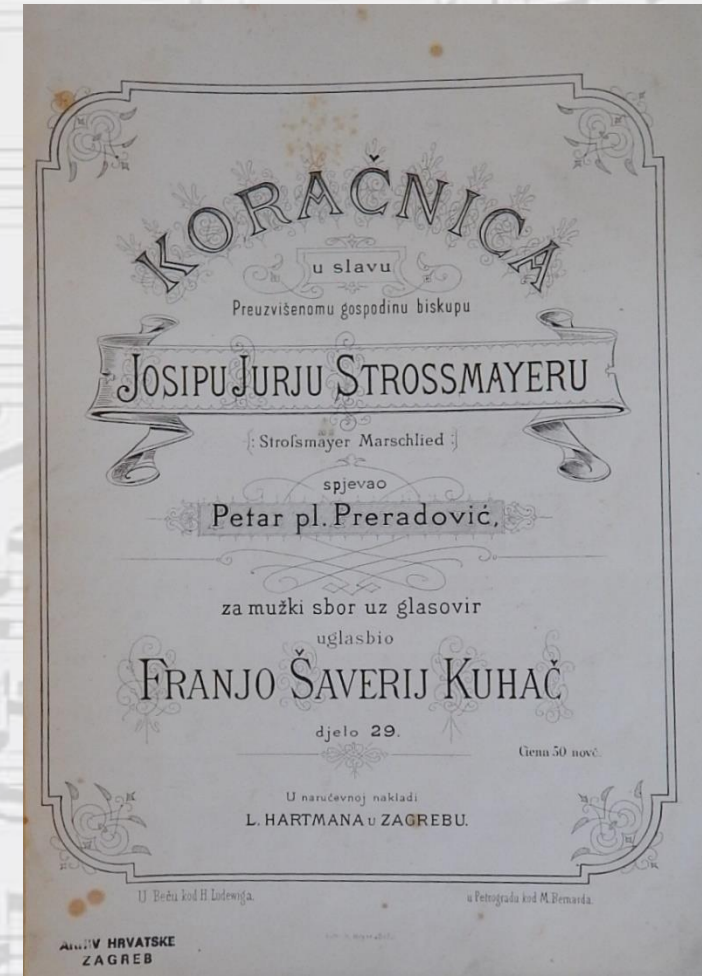 KORAČNICA
u slavu
Preuzvišenomu gospodinu biskupu
JOSIPU JURJU STROSSMAYERU
[: Stroſsmayer Marschlied :]
spjevao
Petar pl. Preradović,
za mužki sbor uz glasovir
uglasbio
FRANJO ŠAVERIJ KUHAČ
djelo 29.
Ciena 50 novč.
U naručevnoj nakladi
L. HARTMANA U ZAGREBU.
U Beču kod H. Lodewiga.
u Petrogradu kod M. Bernarda.
HRVATSKE
ZAGREB